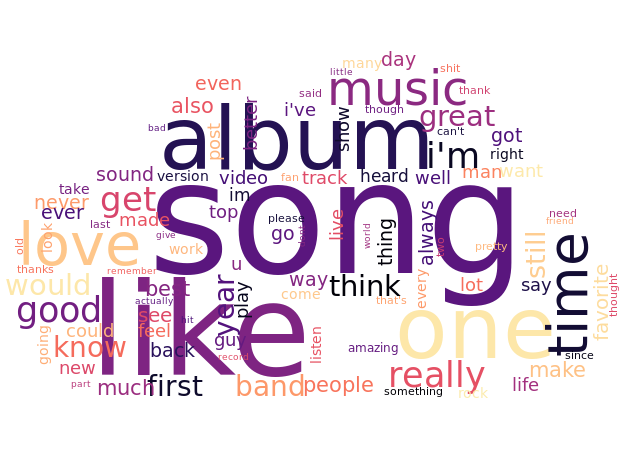 little
many
day
shit
even
music
thank
said
also
album
better
i've
though
great
bad
post
show
can't
got
i'm
right
sound
version
video
fan
track
heard
well
man
want
take
get
song
im
never
ever
made
top
please
live
always
need
last
give
go
thing
two
friend
love
look
old
work
world
pretty
still
time
thanks
remember
u
way
think
every
lot
say
favorite
thought
would
like
best
actually
year
play
come
that's
one
good
see
hit
could
feel
going
know
back
guy
record
listen
amazing
since
new
really
make
part
much
first
band
people
something
rock
life